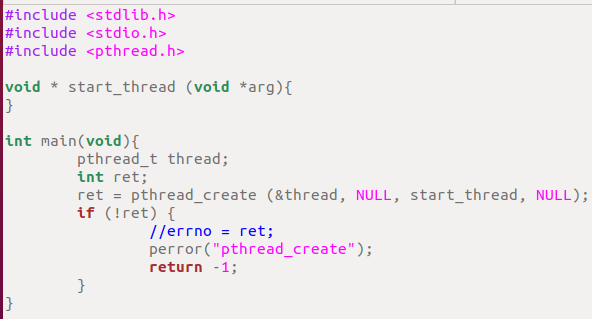 #include <stdlib.h>
#include <stdio.h>
#include <pthread.h>

void * start_thread (void *arg){
}

int main(void){
        pthread_t thread;
        int ret;
        ret = pthread_create (&thread, NULL, start_thread, NULL);
        if (!ret) {
                //errno = ret;
                perror("pthread_create");
                return -1;
        }
}